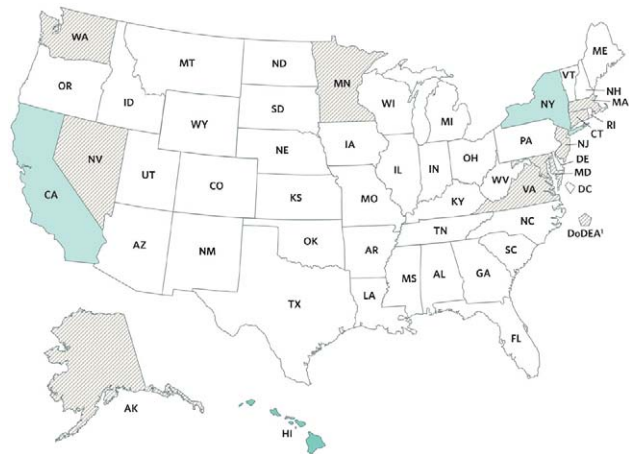 WA
MT
ND
MN
ME
VT
NH
MA
OR
ID
SD
WI
NY
RI
CT
WY
MI
IA
PA
NJ
NE
OH
DE
NV
IL
IN
MD
UT
CO
WV
VA
DC
CA
KS
MO
KY
NC
DoDEA¹
TN
OK
AR
SC
AZ
NM
MS
AL
GA
LA
TX
FL
AK
HI